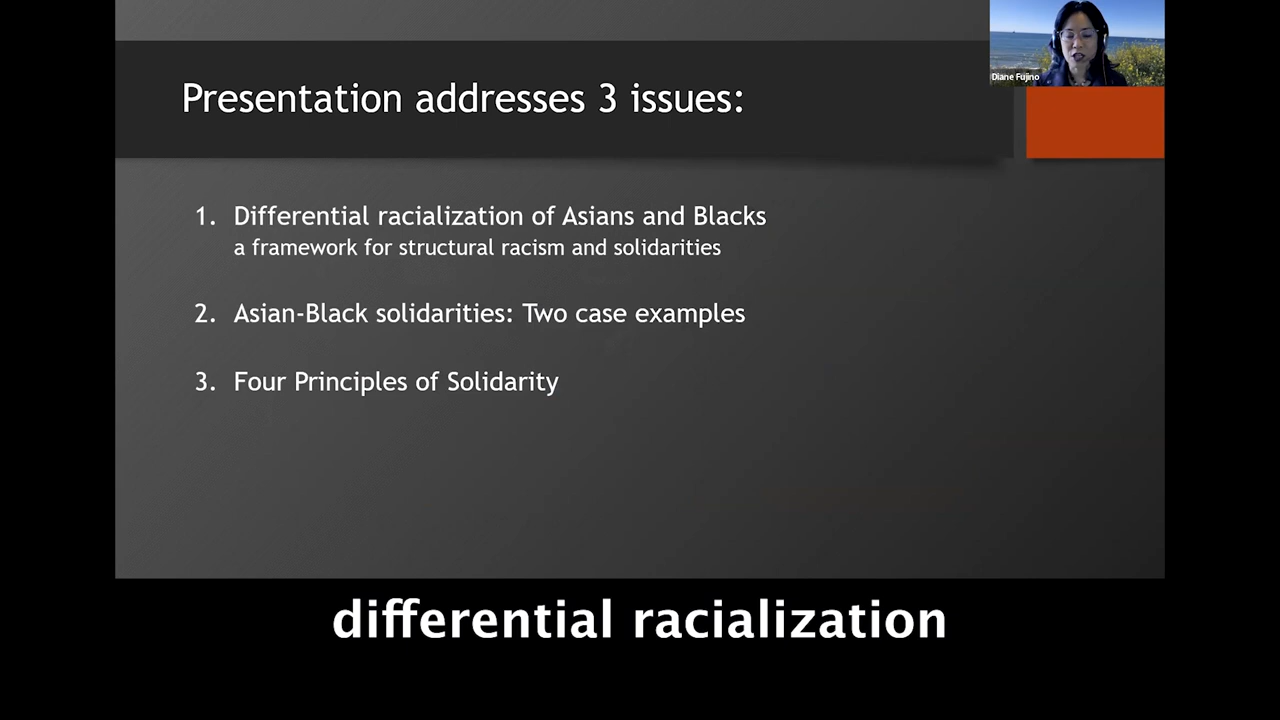 Diane Fujino
Presentation addresses 3 issues:
1. Differential racialization of Asians and Blacks
a framework for structural racism and solidarities
2. Asian-Black solidarities: Two case examples
3. Four Principles of Solidarity
differential racialization